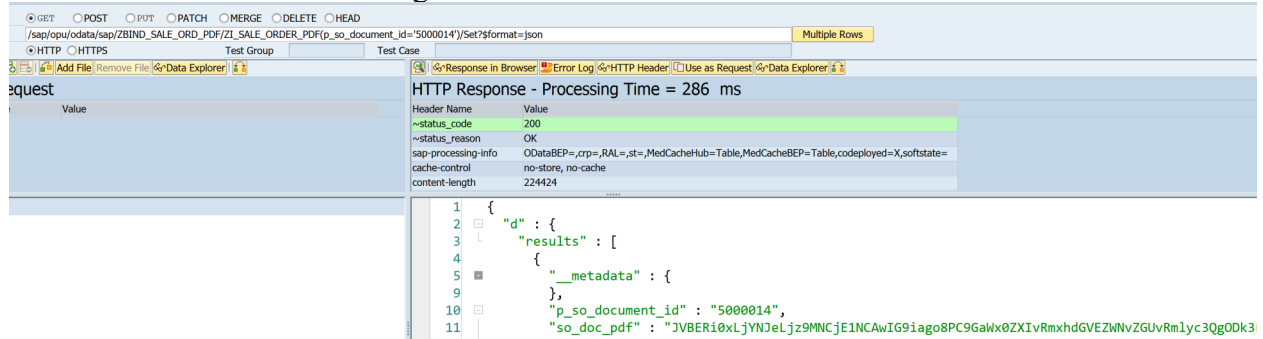 GET POST PUT PATCH MERGE DELETE HEAD
/sap/opu/odata/sap/ZBIND_SALE_ORD_PDF/ZI_SALE_ORDER_PDF(p_so_document_id='5000014')/Set?$format=json Multiple Rows
HTTP HTTPS Test Group Test Case
Add File Remove File Data Explorer
Response in Browser Error Log HTTP Header Use as Request Data Explorer
equest
HTTP Response - Processing Time = 286 ms
Value
Header Name Value
~status_code 200
~status_reason OK
sap-processing-info ODataBEP=,crp=,RAL=,st=,MedCacheHub=Table,MedCacheBEP=Table,codeployed=X,softstate=
cache-control no-store, no-cache
content-length 224424
1 {
2 "d" : {
3 "results" : [
4 {
5 "__metadata" : {
9 },
10 "p_so_document_id" : "5000014",
11 "so_doc_pdf" : "JVBERi0xLjYNJeLjz9MNCjE1NCAwIG9iago8PC9GaWx0ZXIvRmxhdGVEZWNvZGUvRmlyc3QgODk3